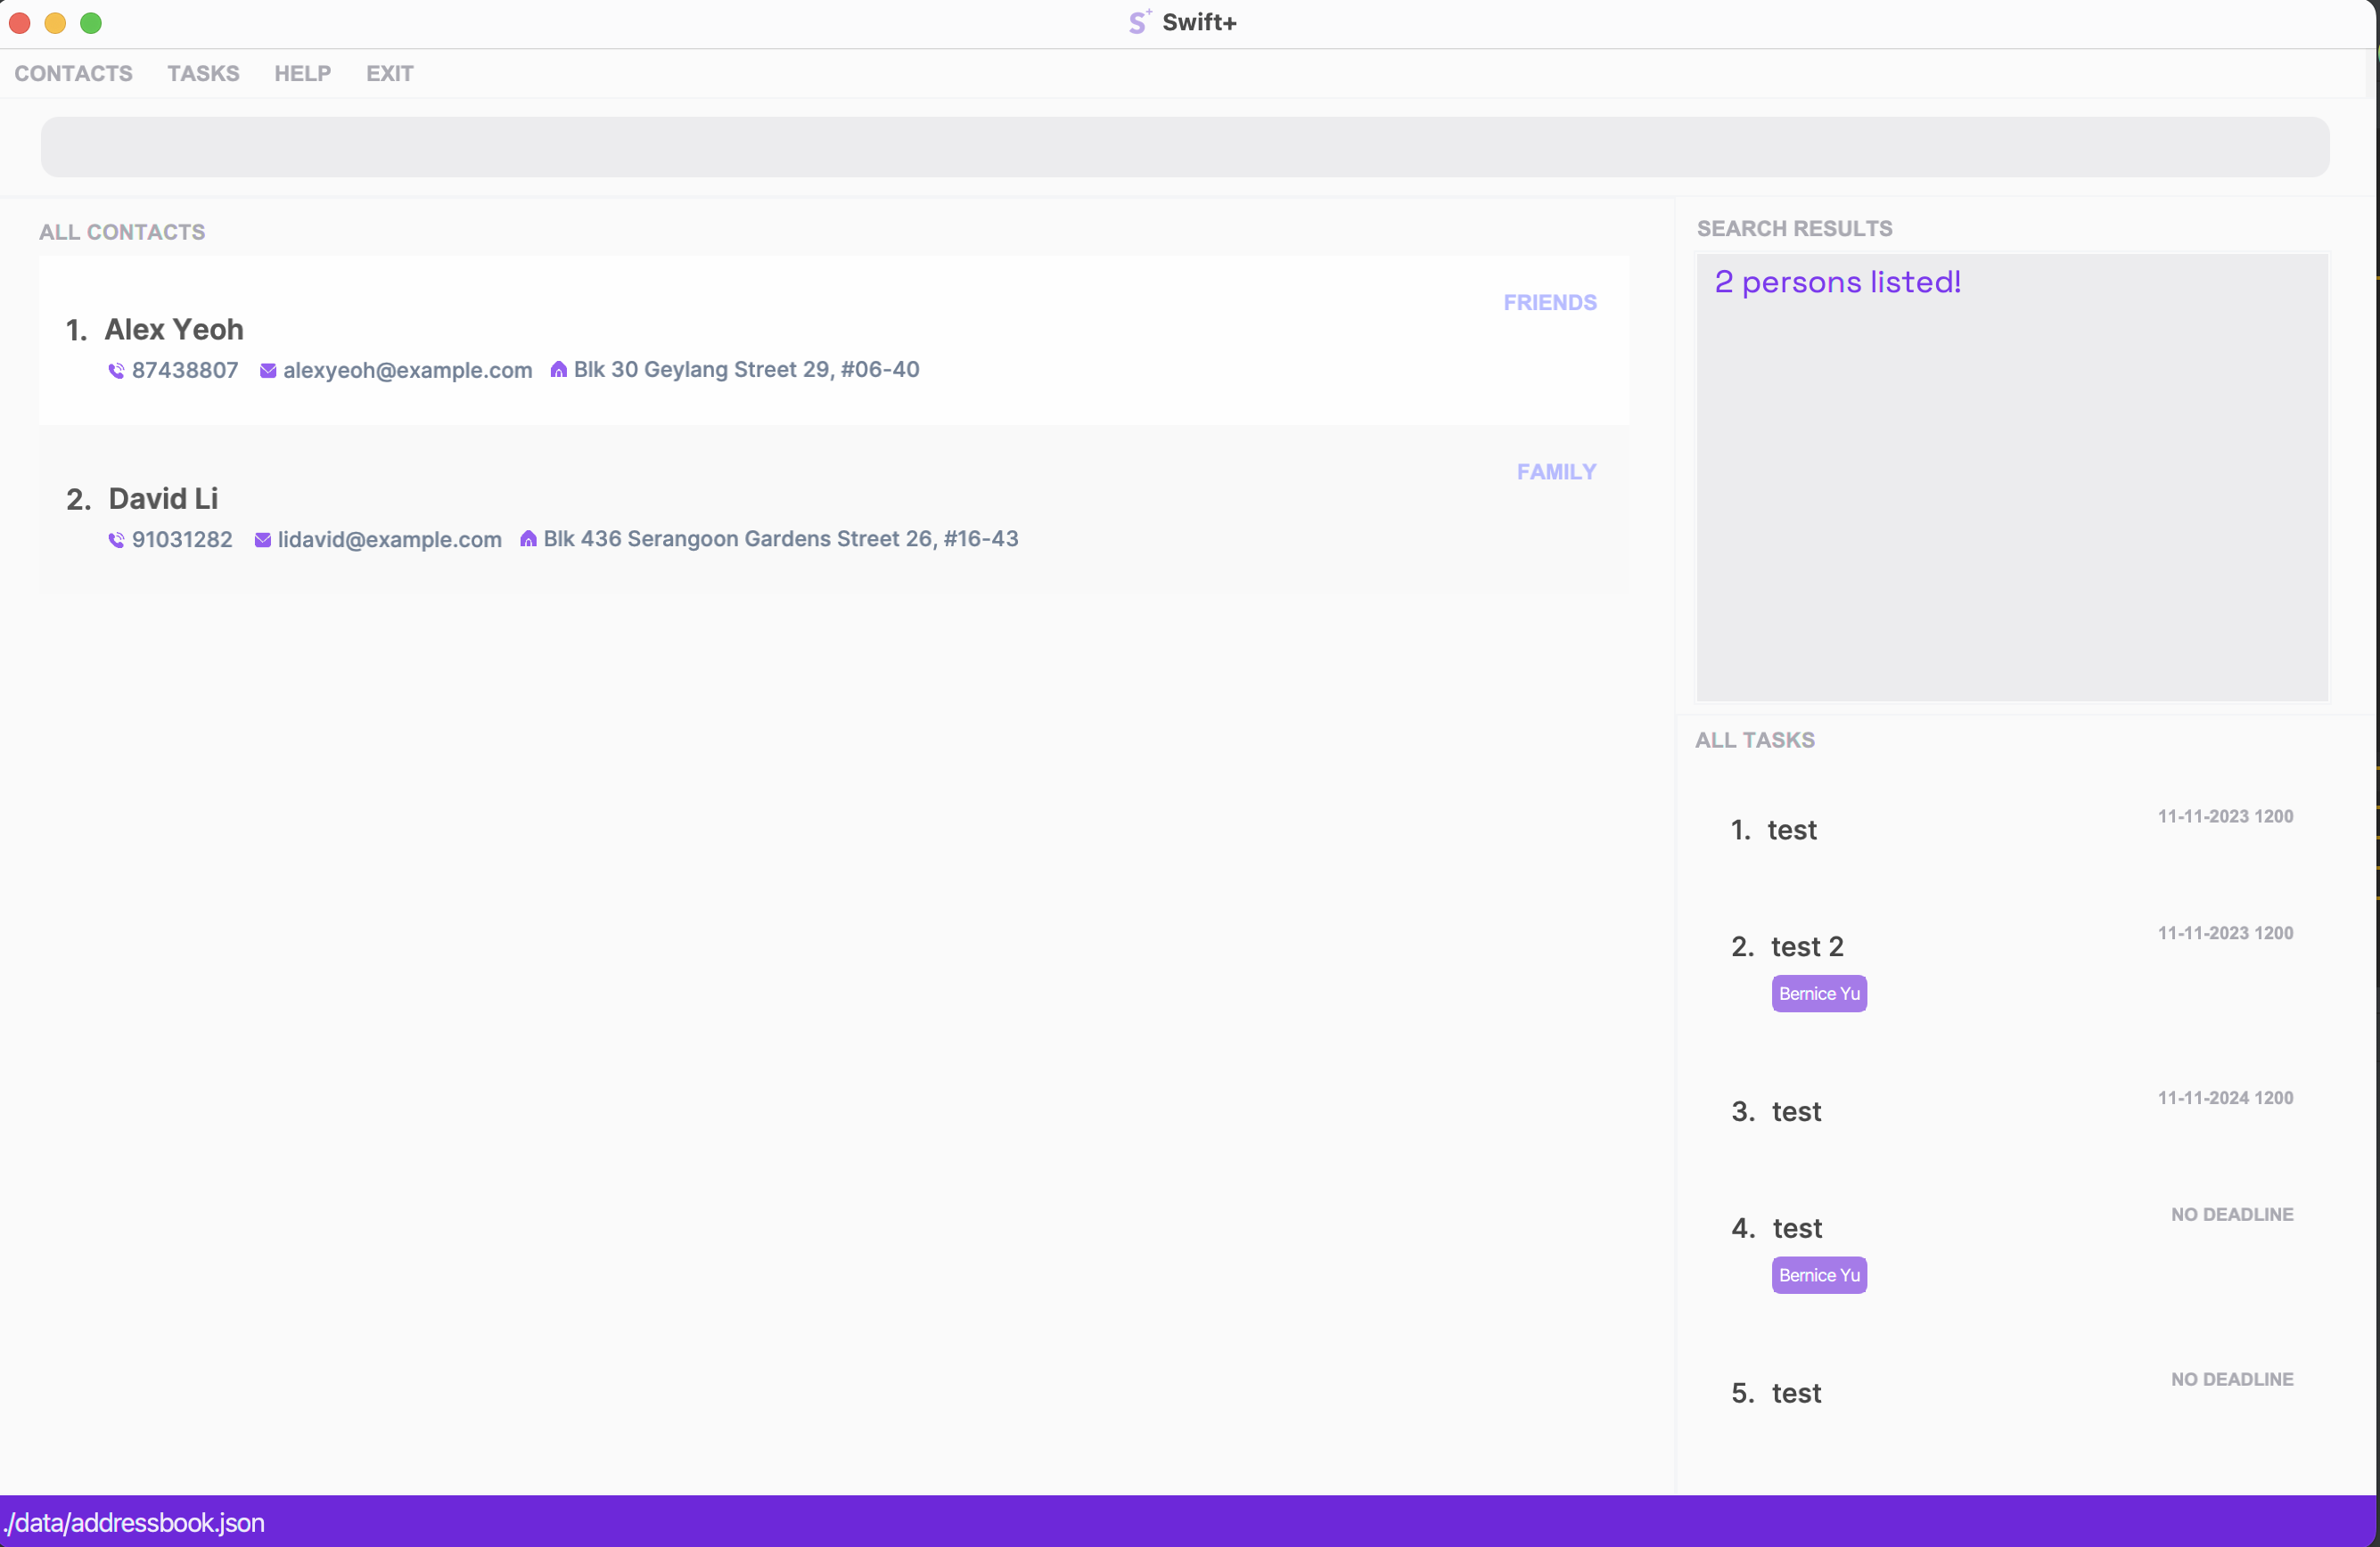 S+ Swift+
CONTACTS TASKS HELP EXIT
ALL CONTACTS
1. Alex Yeoh
FRIENDS
87438807 alexyeoh@example.com Blk 30 Geylang Street 29, #06-40
2. David Li
FAMILY
91031282 lidavid@example.com Blk 436 Serangoon Gardens Street 26, #16-43
SEARCH RESULTS
2 persons listed!
ALL TASKS
1. test
11-11-2023 1200
2. test 2
11-11-2023 1200
Bernice Yu
3. test
11-11-2024 1200
4. test
NO DEADLINE
Bernice Yu
5. test
NO DEADLINE
./data/addressbook.json